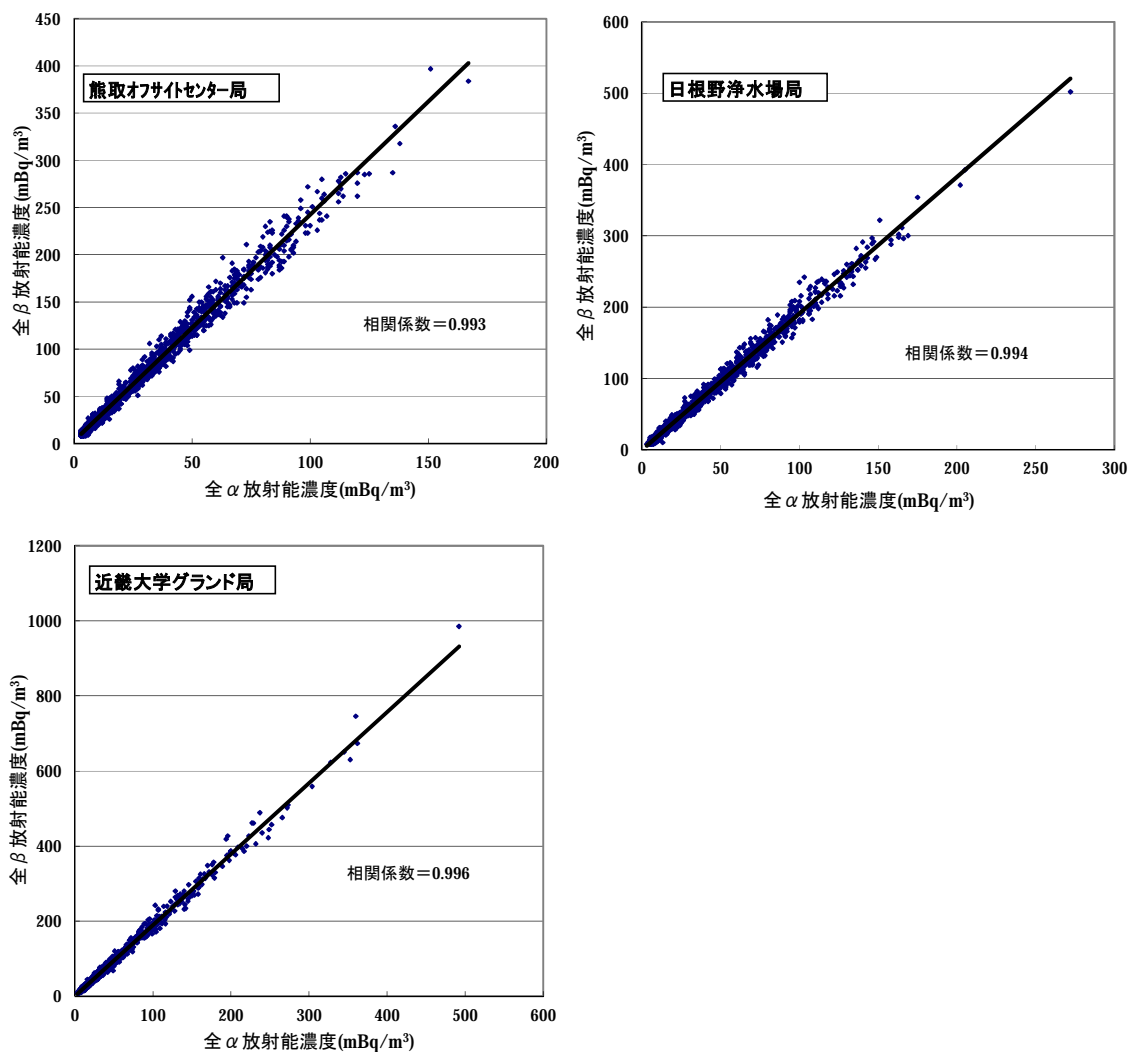 熊取オフサイトセンター局
全β放射能濃度(mBq/m³)
450
400
350
300
250
200
150
100
50
0
相関係数=0.993
0 50 100 150 200
全α放射能濃度(mBq/m³)
日根野浄水場局
全β放射能濃度(mBq/m³)
600
500
400
300
200
100
0
相関係数=0.994
0 50 100 150 200 250 300
全α放射能濃度(mBq/m³)
近畿大学グランド局
全β放射能濃度(mBq/m³)
1200
1000
800
600
400
200
0
相関係数=0.996
0 100 200 300 400 500 600
全α放射能濃度(mBq/m³)